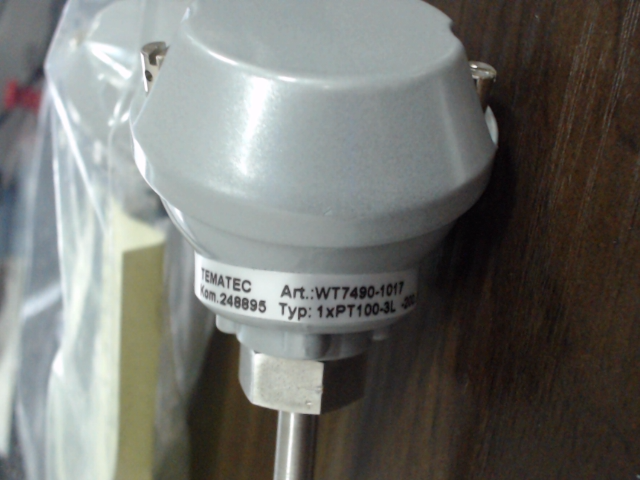 TEMATEC Art.:WT7490-1017
Kom.248895 Typ: 1xPT100-3L